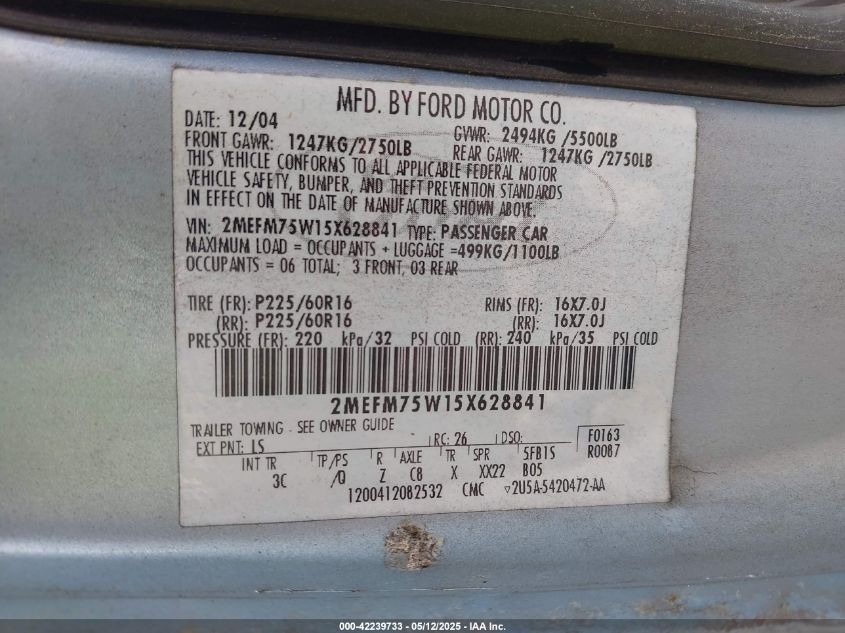 MFD. BY FORD MOTOR CO.
DATE: 12/04 GVWR: 2494KG /5500LB
FRONT GAWR: 1247KG/2750LB REAR GAWR: 1247KG /2750LB
THIS VEHICLE CONFORMS TO ALL APPLICABLE FEDERAL MOTOR
VEHICLE SAFETY, BUMPER, AND THEFT PREVENTION STANDARDS
IN EFFECT ON THE DATE OF MANUFACTURE SHOWN ABOVE.
VIN: 2MEFM75W15X628841 TYPE: PASSENGER CAR
MAXIMUM LOAD = OCCUPANTS + LUGGAGE =499KG/1100LB
OCCUPANTS = 06 TOTAL; 3 FRONT, 03 REAR
TIRE (FR): P225/60R16 RIMS (FR): 16X7.0J
(RR): P225/60R16 (RR): 16X7.0J
PRESSURE (FR): 220 kPa/32 PSI COLD (RR): 240 kPa/35 PSI COLD
2MEFM75W15X628841
TRAILER TOWING - SEE OWNER GUIDE
EXT PNT: LS RC: 26 DSO: F0163
INT TR TP/PS R AXLE TR SPR 5FB1S R0087
3C /Q Z C8 X XX22 B05
1200412082532 CMC ▽2U5A-5420472-AA
000-42239733 - 05/12/2025 - IAA Inc.